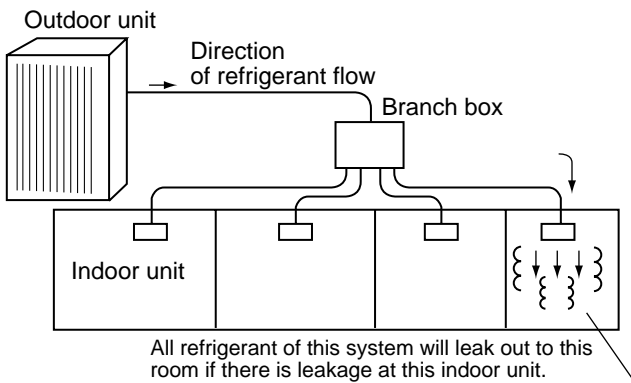 Outdoor unit
Direction
of refrigerant flow
Branch box
Indoor unit
All refrigerant of this system will leak out to this
room if there is leakage at this indoor unit.